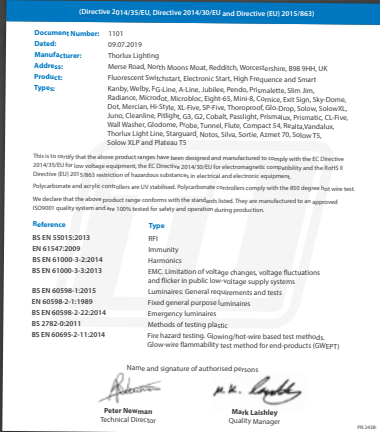 (Directive 2014/35/EU, Directive 2014/30/EU and Directive (EU) 2015/863)
Document Number: 1101
Dated: 09.07.2019
Manufacturer: Thorlux Lighting
Address: Merse Road, North Moons Moat, Redditch, Worcestershire, B98 9HH, UK
Product: Fluorescent Switchstart, Electronic Start, High Frequence and Smart
Types: Kanby, Welby, FG-Line, A-Line, Jubilee, Pendo, Prismalette, Slim Jim,
Radiance, Microdot, Microbloc, Eight-65, Mini-8, Comice, Exit Sign, Sky-Dome,
Dot, Mercian, Hi-Style, XL-Five, SP-Five, Thoroproof, Glo-Drop, Solow, SolowXL,
Juno, Cleanline, Pitlight, G3, G2, Cobalt, Passlight, Prismalux, Prismatic, CL-Five,
Wall Washer, Glodome, Probe, Tunnel, Flute, Compact 54, Realta, Vandalux,
Thorlux Light Line, Starguard, Notos, Silva, Sortie, Azmat 70, Solow T5,
Solow XLP and Plateau T5
This is to certify that the above product ranges have been designed and manufactured to comply with the EC Directive
2014/35/EU for low voltage equipment, the EC Directive 2014/30/EU for electromagnetic compatibility and the RoHS II
Directive (EU) 2015/863 restriction of hazardous substances in electrical and electronic equipment.
Polycarbonate and acrylic controllers are UV stabilised. Polycarbonate controllers comply with the 850 degree hot wire test.
We declare that the above product range conforms with the standards listed. They are manufactured to an approved
ISO9001 quality system and are 100% tested for safety and operation during production.
Reference Type
BS EN 55015:2013 RFI
EN 61547:2009 Immunity
BS EN 61000-3-2:2014 Harmonics
BS EN 61000-3-3:2013 EMC. Limitation of voltage changes, voltage fluctuations
and flicker in public low-voltage supply systems
BS EN 60598-1:2015 Luminaires: General requirements and tests
EN 60598-2-1:1989 Fixed general purpose luminaires
BS EN 60598-2-22:2014 Emergency luminaires
BS 2782-0:2011 Methods of testing plastic
BS EN 60695-2-11:2014 Fire hazard testing. Glowing/hot-wire based test methods.
Glow-wire flammability test method for end-products (GWEPT)
Name and signature of authorised persons
Peter Newman Mark Laishley
Technical Director Quality Manager
PN 2438